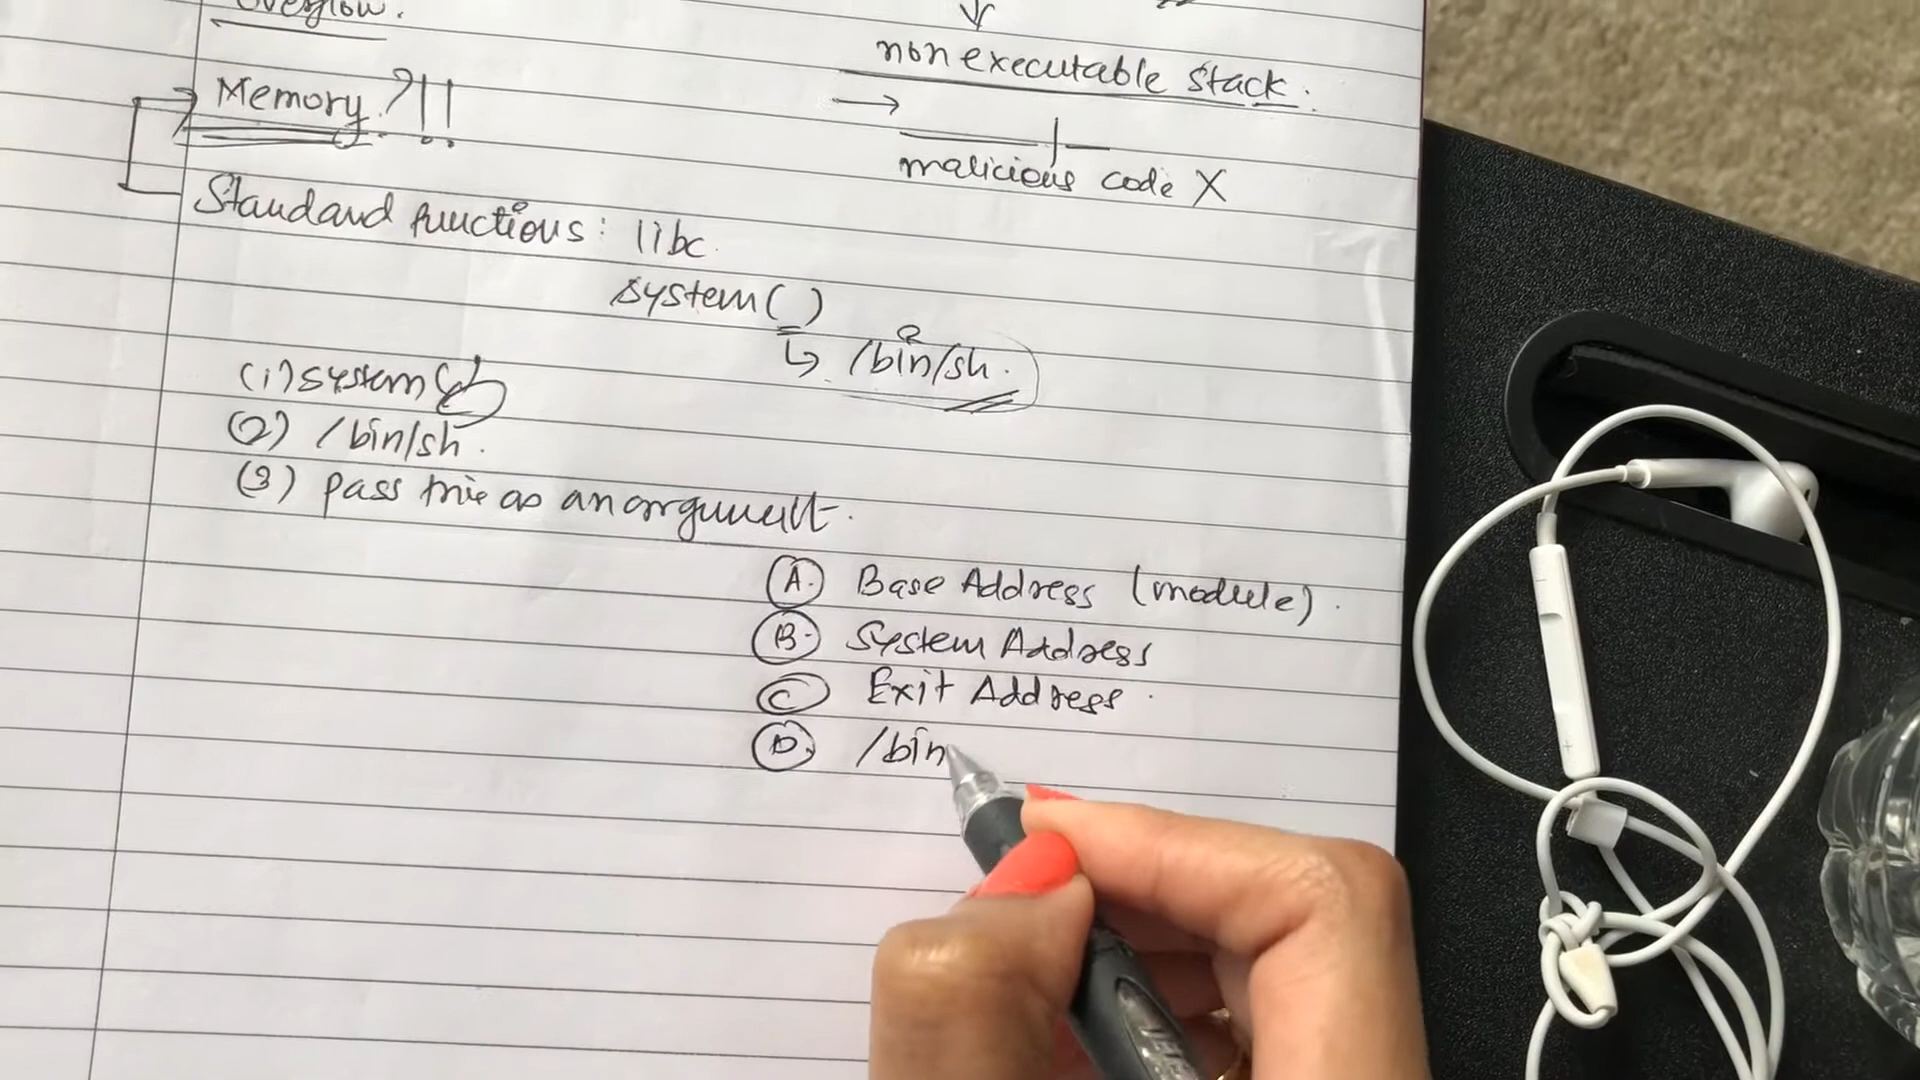 overflow.
non executable stack.
Memory ?!!
→
malicious code X
Standard functions: libc.
system( )
↳ /bin/sh.
(1) system()
(2) /bin/sh.
(3) pass this as an argument.
A. Base Address (module).
B. System Address
C Exit Address.
D. /bin